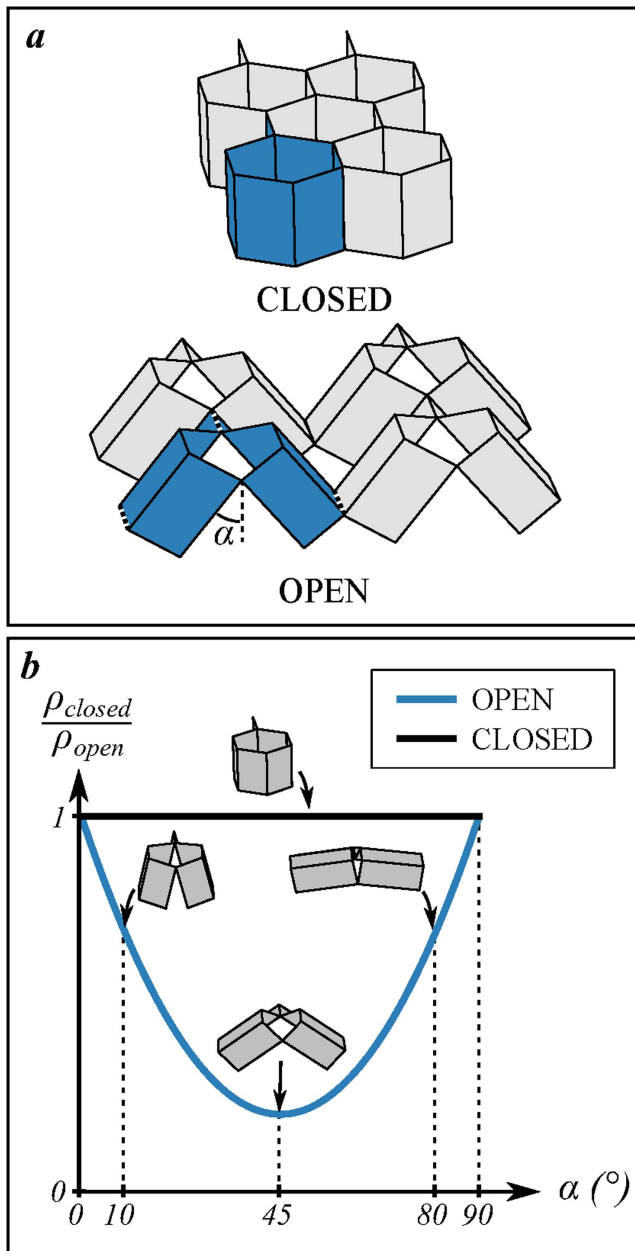 a
CLOSED
α
OPEN
b
ρclosed
ρopen
OPEN
CLOSED
1
0
0 10 45 80 90
α (°)